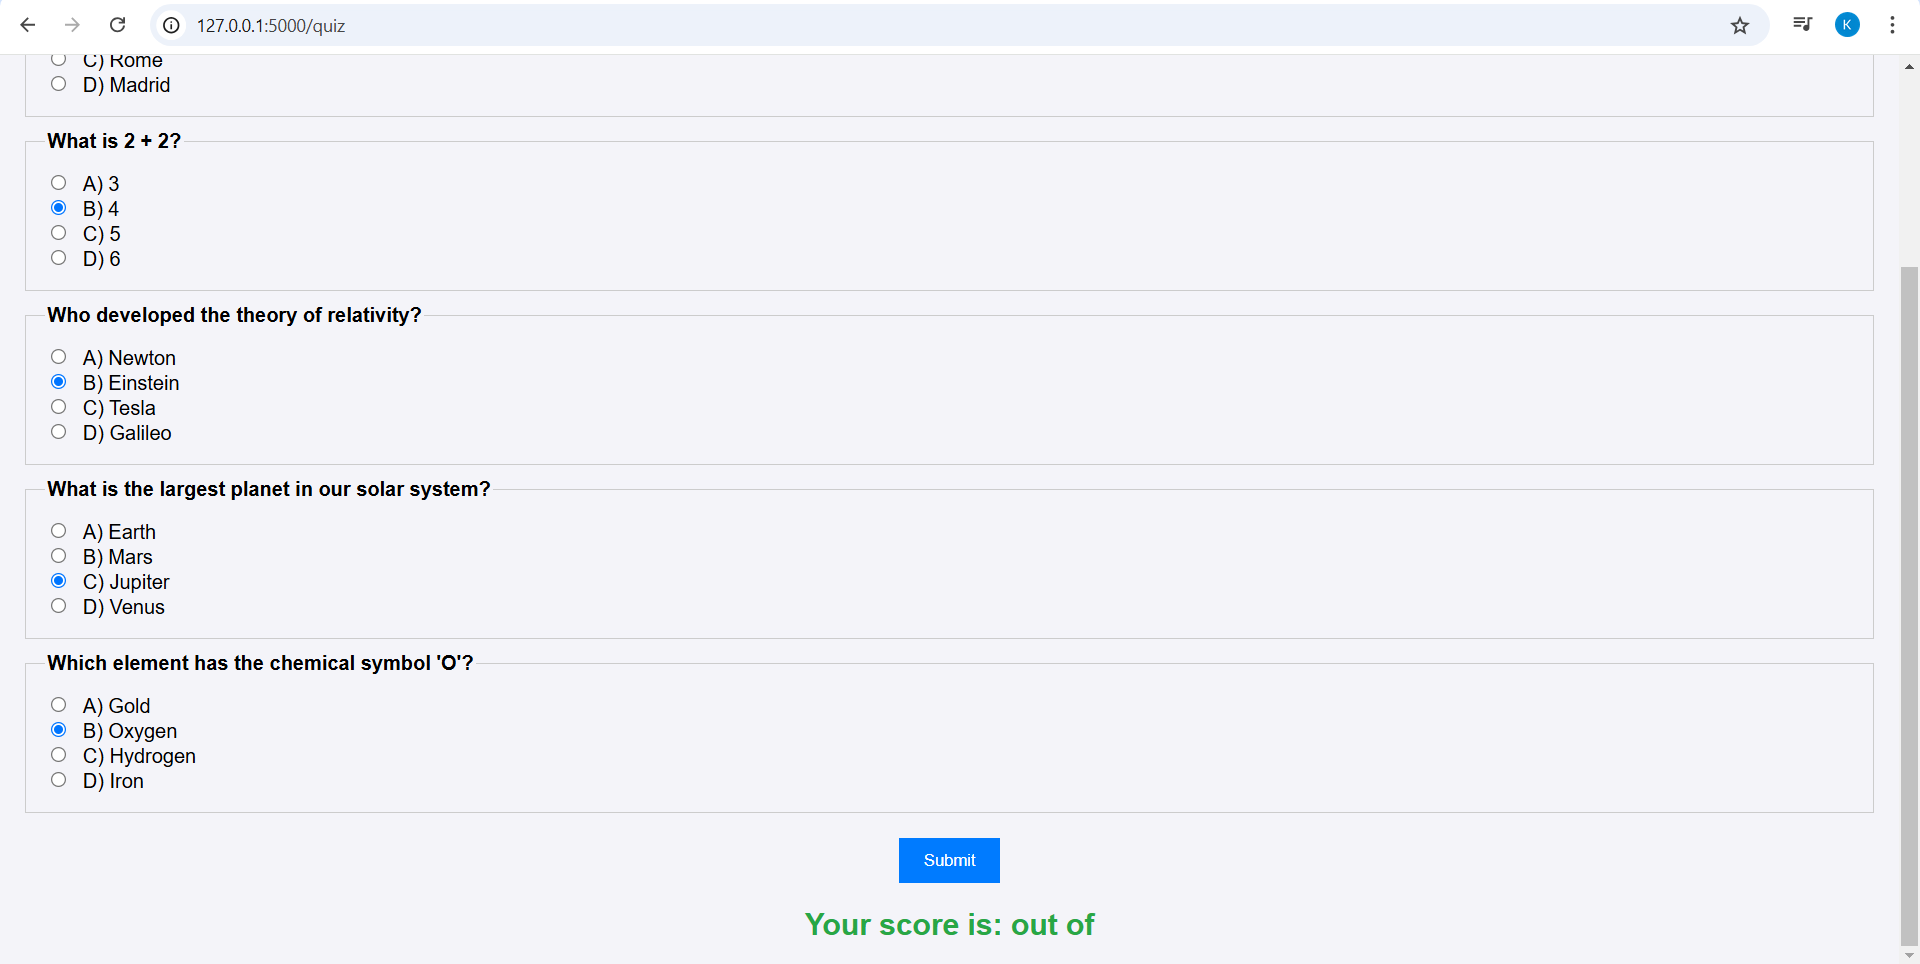 127.0.0.1:5000/quiz
K
C) Rome
D) Madrid
What is 2 + 2?
A) 3
B) 4
C) 5
D) 6
Who developed the theory of relativity?
A) Newton
B) Einstein
C) Tesla
D) Galileo
What is the largest planet in our solar system?
A) Earth
B) Mars
C) Jupiter
D) Venus
Which element has the chemical symbol 'O'?
A) Gold
B) Oxygen
C) Hydrogen
D) Iron
Submit
Your score is: out of